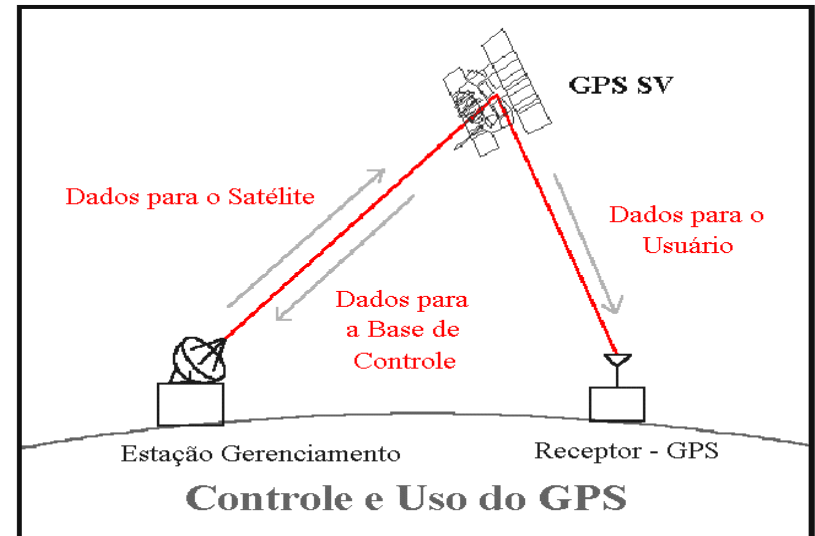 GPS SV
Dados para o Satélite
Dados para o
Usuário
Dados para
a Base de
Controle
Estação Gerenciamento
Receptor - GPS
Controle e Uso do GPS